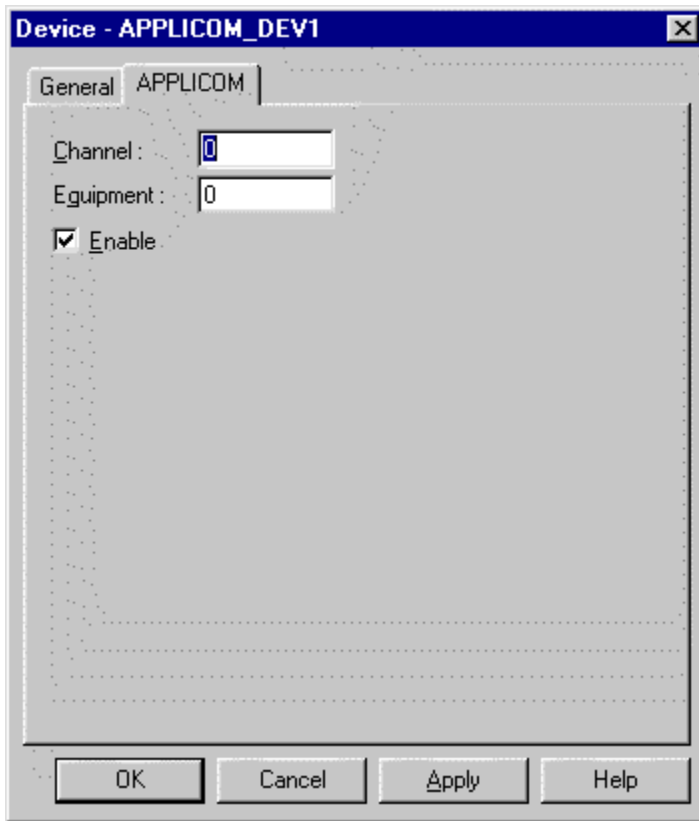 Device - APPLICOM_DEV1
General APPLICOM
Channel : 0
Equipment : 0
Enable
OK Cancel Apply Help